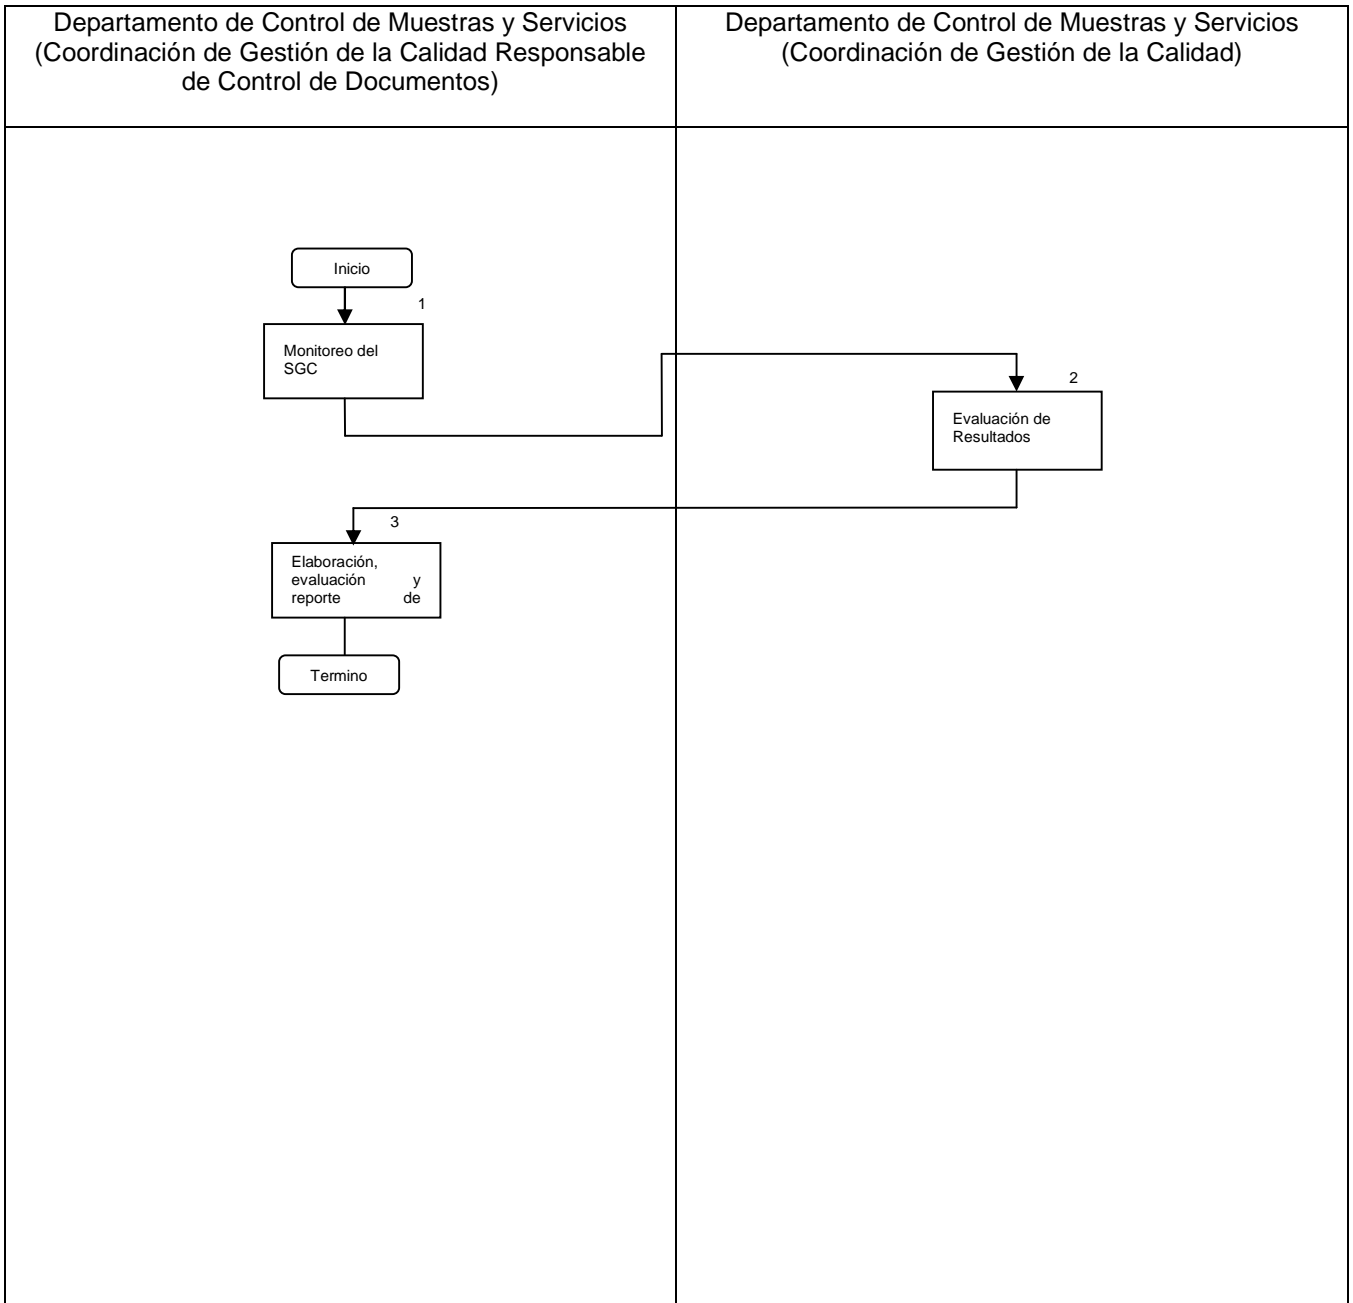 Departamento de Control de Muestras y Servicios
(Coordinación de Gestión de la Calidad Responsable
de Control de Documentos)
Departamento de Control de Muestras y Servicios
(Coordinación de Gestión de la Calidad)
Inicio
1
Monitoreo del
SGC
2
Evaluación de
Resultados
3
Elaboración,
evaluación y
reporte de
Termino